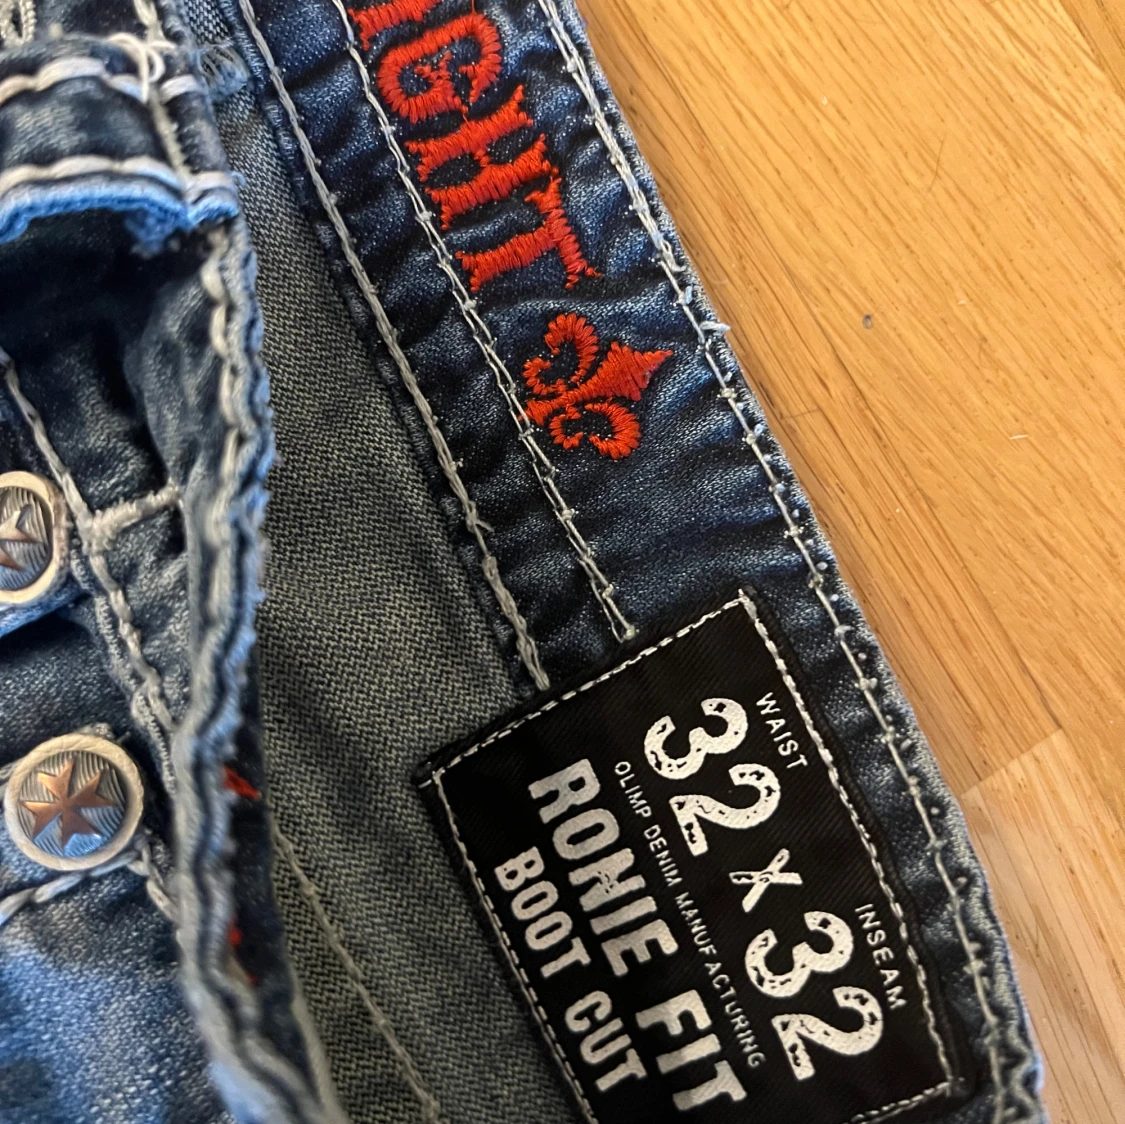 IGHT
WAIST INSEAM
32 x 32
OLIMP DENIM MANUFACTURING
RONIE FIT
BOOT CUT